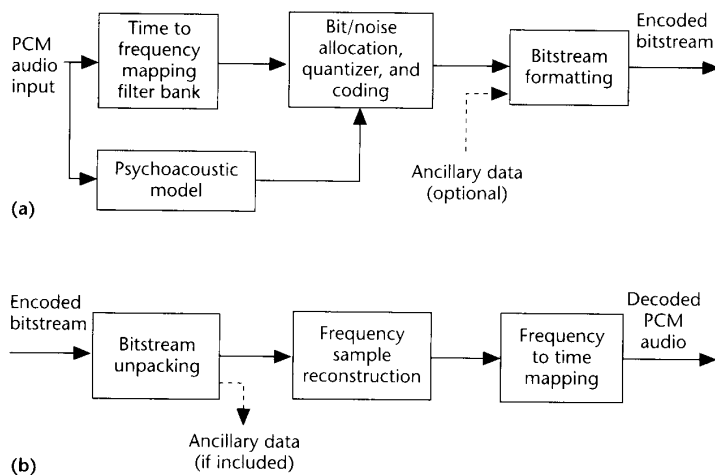 PCM
audio
input
Time to
frequency
mapping
filter bank
Bit/noise
allocation,
quantizer, and
coding
Bitstream
formatting
Encoded
bitstream
Psychoacoustic
model
Ancillary data
(optional)
(a)
Encoded
bitstream
Bitstream
unpacking
Frequency
sample
reconstruction
Frequency
to time
mapping
Decoded
PCM
audio
Ancillary data
(if included)
(b)